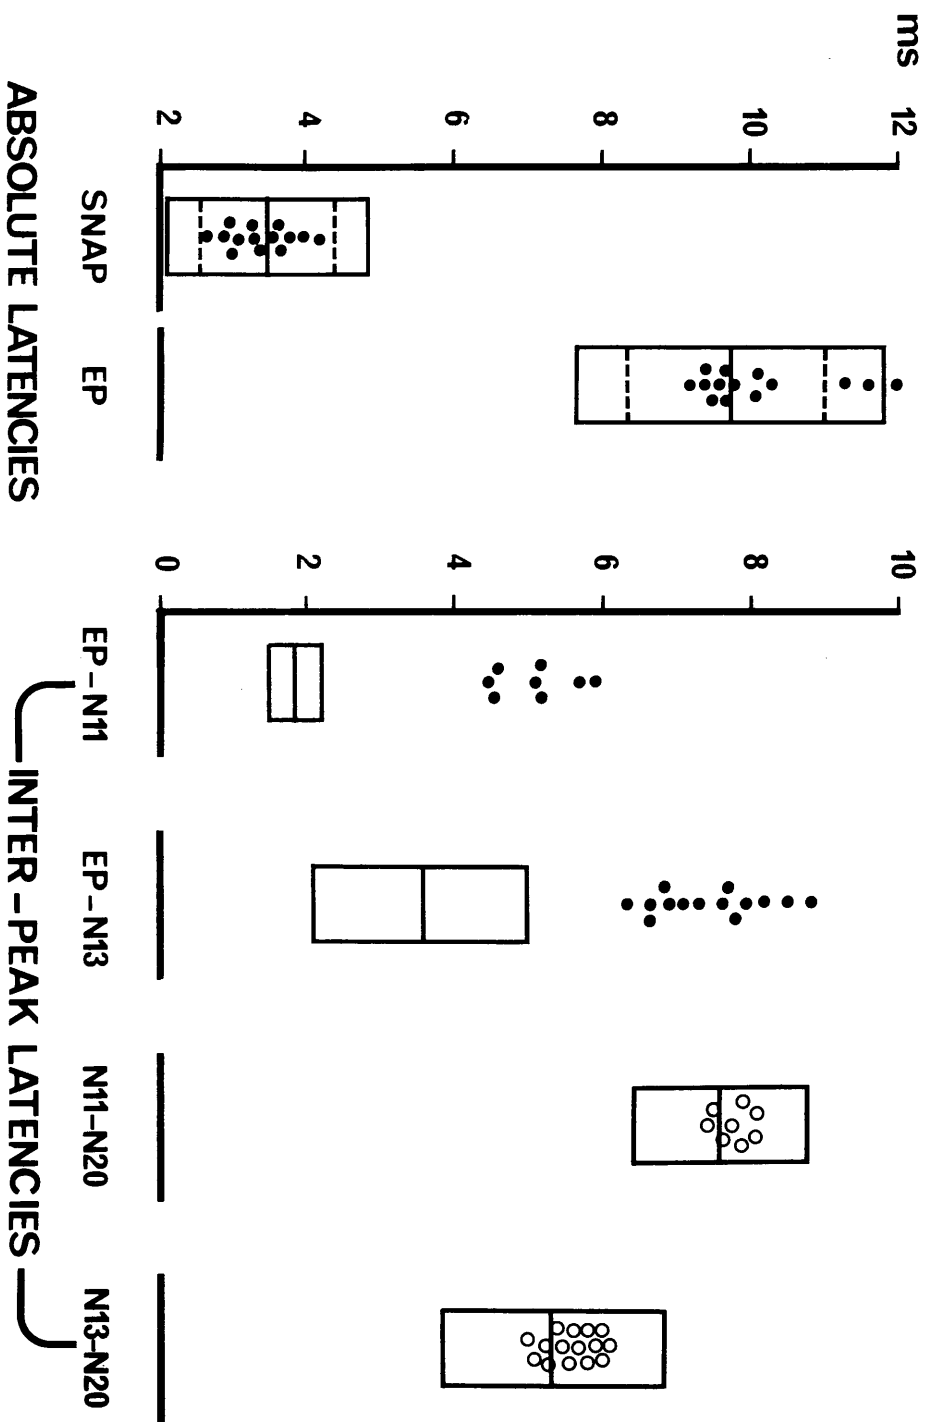 ms
12
10
8
6
4
2
SNAP
EP
ABSOLUTE LATENCIES
10
8
6
4
2
0
EP-N11
EP-N13
N11-N20
N13-N20
INTER-PEAK LATENCIES